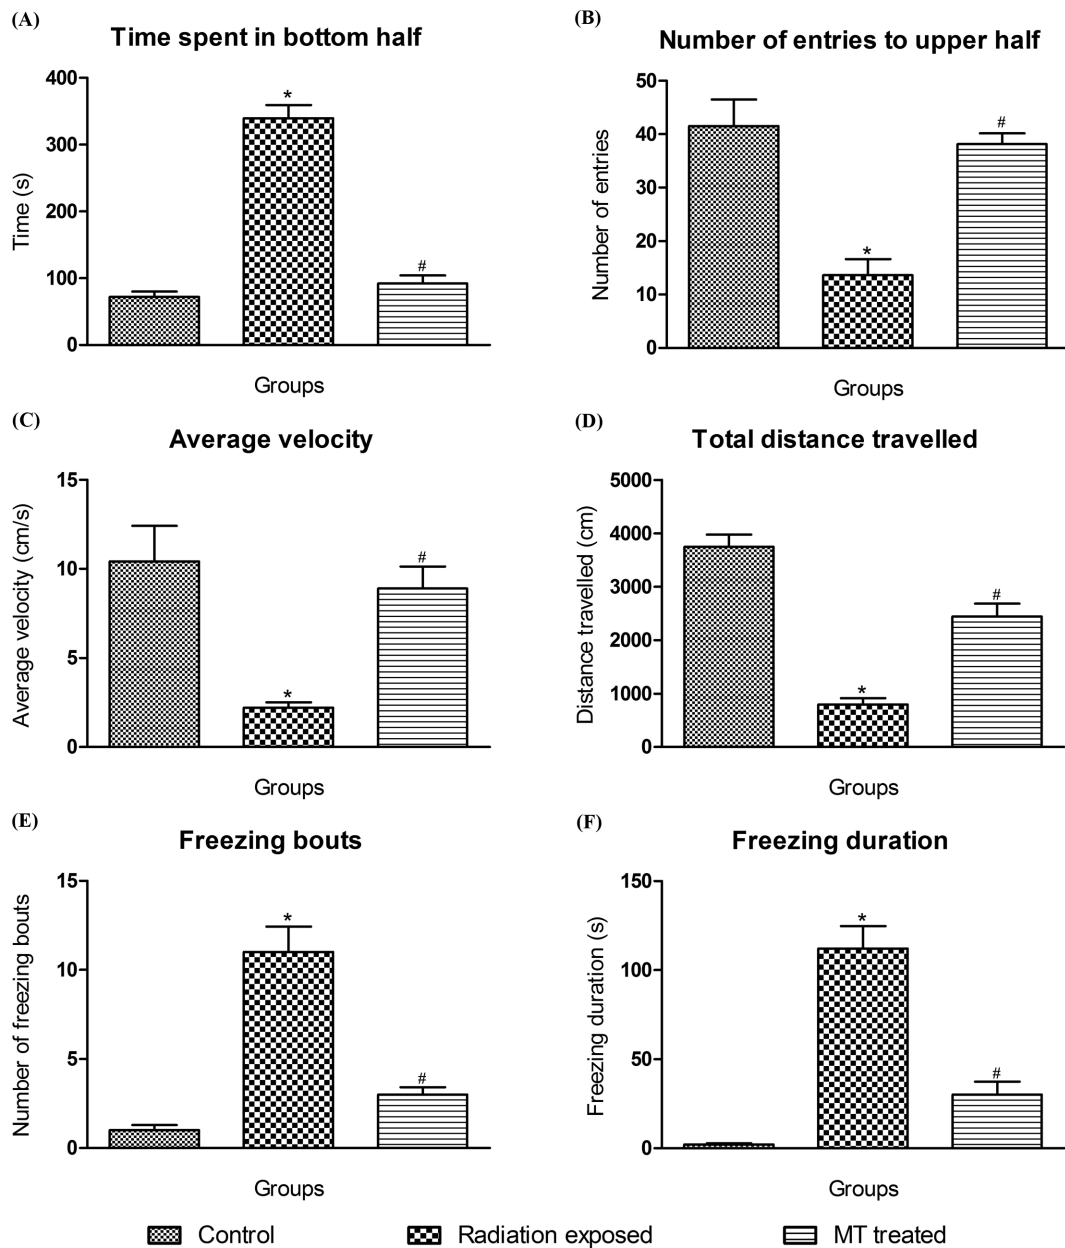 (A)
Time spent in bottom half
400
*
300
Time (s)
200
100
#
0
Groups
(B)
Number of entries to upper half
50
#
40
Number of entries
30
20
*
10
0
Groups
(C)
Average velocity
15
#
10
Average velocity (cm/s)
5
*
0
Groups
(D)
Total distance travelled
5000
4000
3000
#
Distance travelled (cm)
2000
1000
*
0
Groups
(E)
Freezing bouts
15
*
10
Number of freezing bouts
5
#
0
Groups
(F)
Freezing duration
150
*
100
Freezing duration (s)
50
#
0
Groups
Control Radiation exposed MT treated